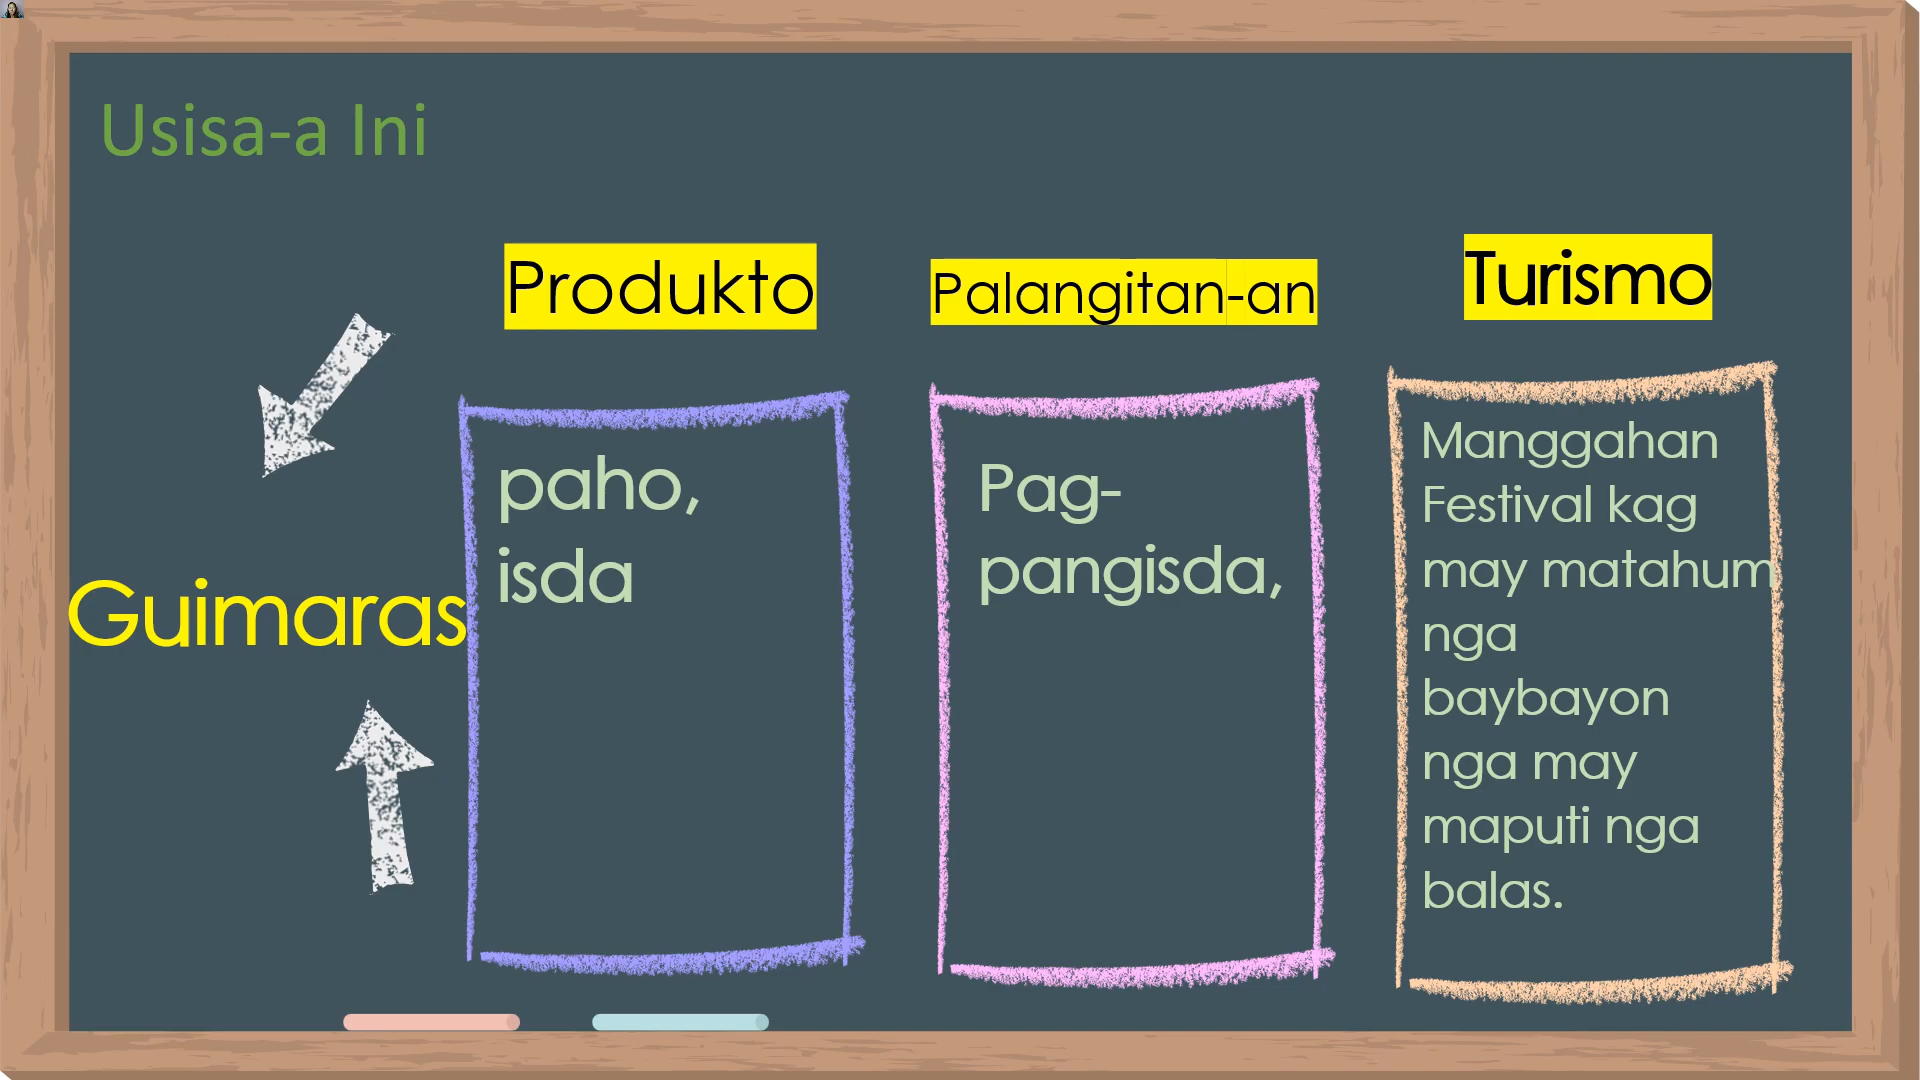 Usisa-a Ini
Produkto
Palangitan-an
Turismo
Guimaras
paho,
isda
Pag-
pangisda,
Manggahan
Festival kag
may matahum
nga
baybayon
nga may
maputi nga
balas.